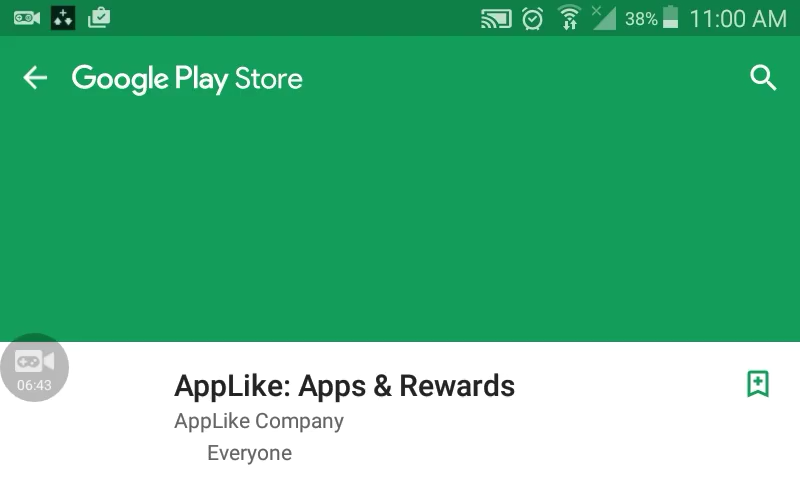 38% 11:00 AM
Google Play Store
06:43
AppLike: Apps & Rewards
AppLike Company
Everyone